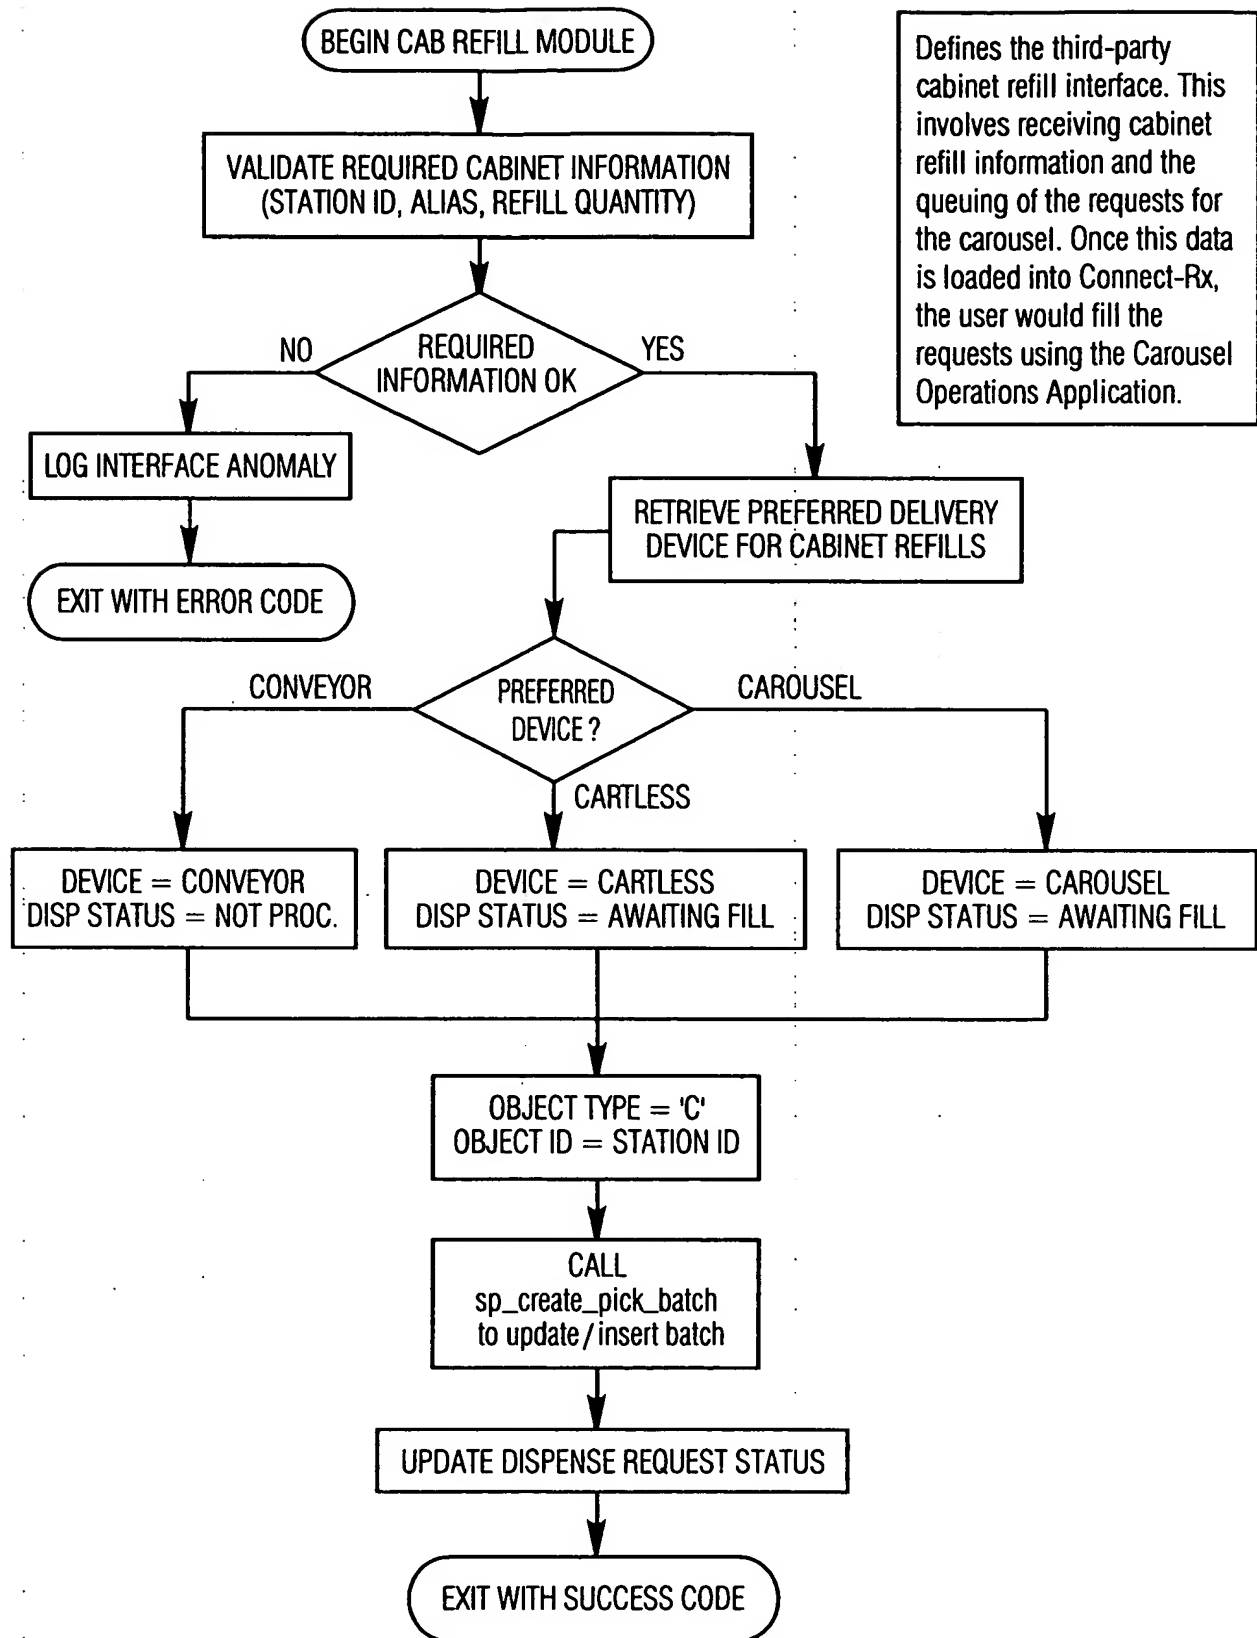 BEGIN CAB REFILL MODULE
Defines the third-party
cabinet refill interface. This
involves receiving cabinet
refill information and the
queuing of the requests for
the carousel. Once this data
is loaded into Connect-Rx,
the user would fill the
requests using the Carousel
Operations Application.
VALIDATE REQUIRED CABINET INFORMATION
(STATION ID, ALIAS, REFILL QUANTITY)
REQUIRED
INFORMATION OK
NO
YES
LOG INTERFACE ANOMALY
EXIT WITH ERROR CODE
RETRIEVE PREFERRED DELIVERY
DEVICE FOR CABINET REFILLS
PREFERRED
DEVICE?
CONVEYOR
CAROUSEL
CARTLESS
DEVICE = CONVEYOR
DISP STATUS = NOT PROC.
DEVICE = CARTLESS
DISP STATUS = AWAITING FILL
DEVICE = CAROUSEL
DISP STATUS = AWAITING FILL
OBJECT TYPE = 'C'
OBJECT ID = STATION ID
CALL
sp_create_pick_batch
to update/insert batch
UPDATE DISPENSE REQUEST STATUS
EXIT WITH SUCCESS CODE